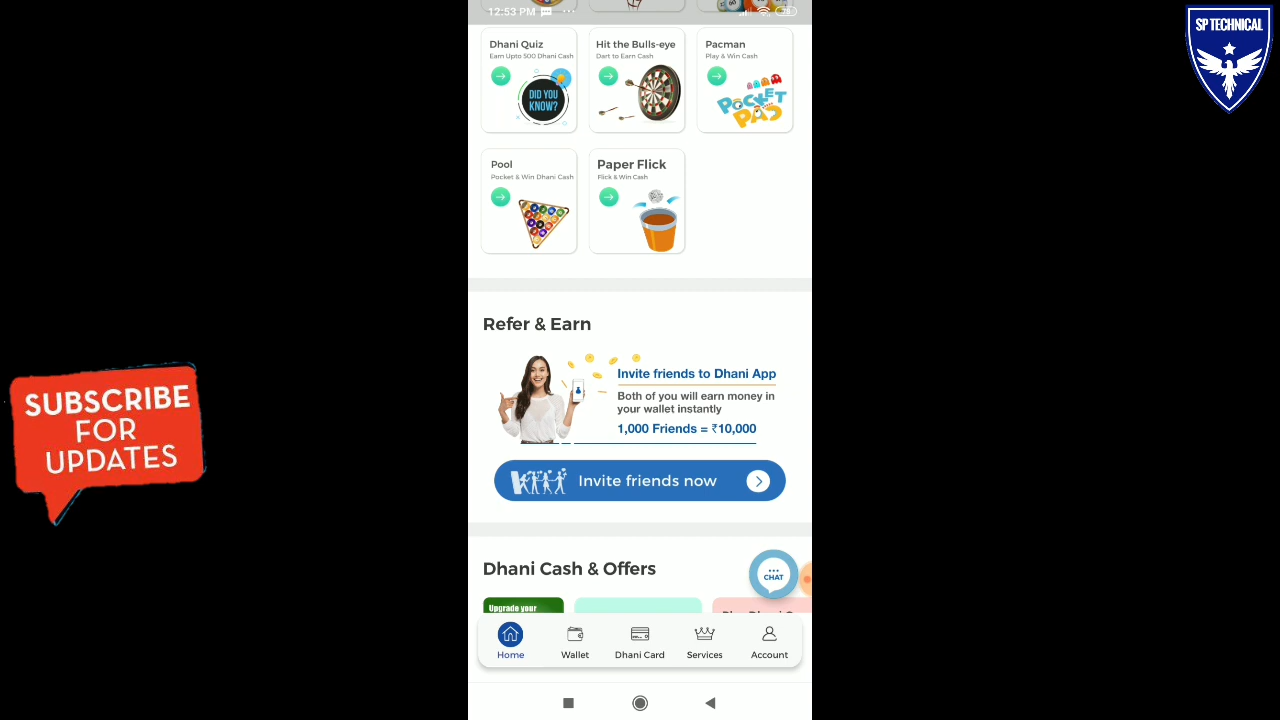 12:53 PM
SP TECHNICAL
Dhani Quiz
Earn Upto 500 Dhani Cash
DID YOU
KNOW?
Hit the Bulls-eye
Dart to Earn Cash
Pacman
Play & Win Cash
POCKET
PAC
Pool
Pocket & Win Dhani Cash
Paper Flick
Flick & Win Cash
Refer & Earn
Invite friends to Dhani App
Both of you will earn money in
your wallet instantly
1,000 Friends = ₹10,000
Invite friends now
SUBSCRIBE
FOR
UPDATES
Dhani Cash & Offers
CHAT
Upgrade your
Home
Wallet
Dhani Card
Services
Account